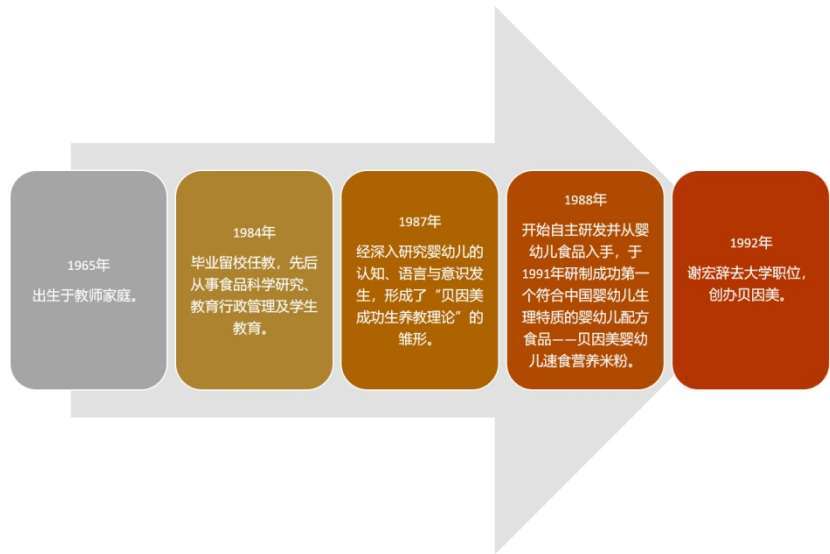 1965年
出生于教师家庭。
1984年
毕业留校任教，先后
从事食品科学研究、
教育行政管理及学生
教育。
1987年
经深入研究婴幼儿的
认知、语言与意识发
生，形成了“贝因美
成功生养教理论”的
雏形。
1988年
开始自主研发并从婴
幼儿食品入手，于
1991年研制成功第一
个符合中国婴幼儿生
理特质的婴幼儿配方
食品——贝因美婴幼
儿速食营养米粉。
1992年
谢宏辞去大学职位，
创办贝因美。